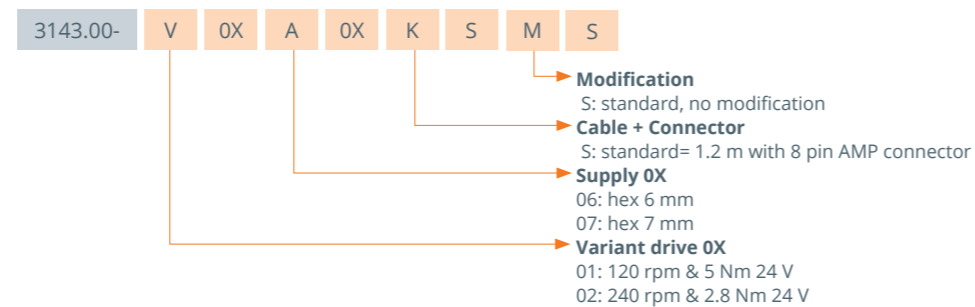 3143.00- V 0X A 0X K S M S
Modification
S: standard, no modification
Cable + Connector
S: standard= 1.2 m with 8 pin AMP connector
Supply 0X
06: hex 6 mm
07: hex 7 mm
Variant drive 0X
01: 120 rpm & 5 Nm 24 V
02: 240 rpm & 2.8 Nm 24 V